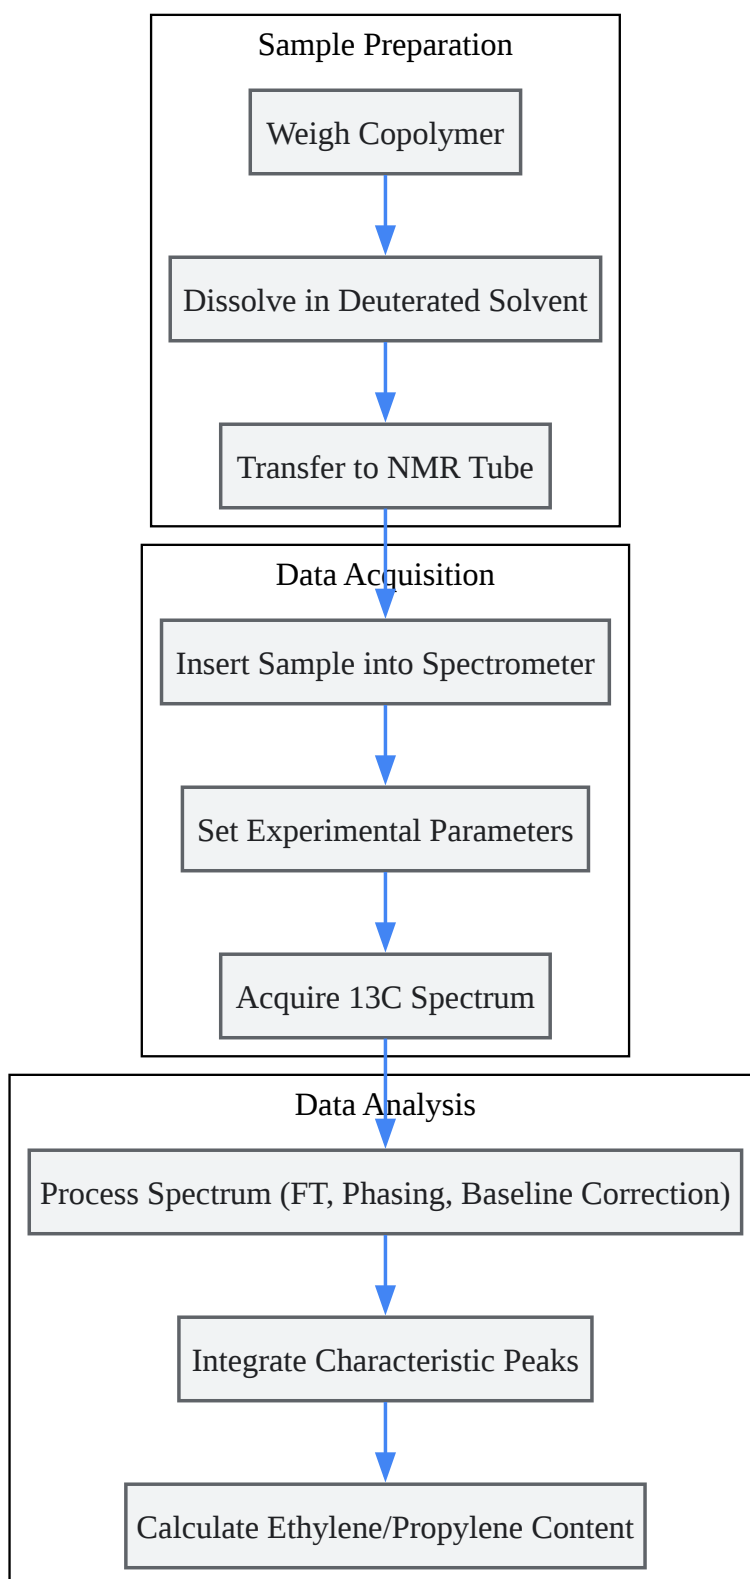 Sample Preparation
Weigh Copolymer
Dissolve in Deuterated Solvent
Transfer to NMR Tube
Data Acquisition
Insert Sample into Spectrometer
Set Experimental Parameters
Acquire 13C Spectrum
Data Analysis
Process Spectrum (FT, Phasing, Baseline Correction)
Integrate Characteristic Peaks
Calculate Ethylene/Propylene Content